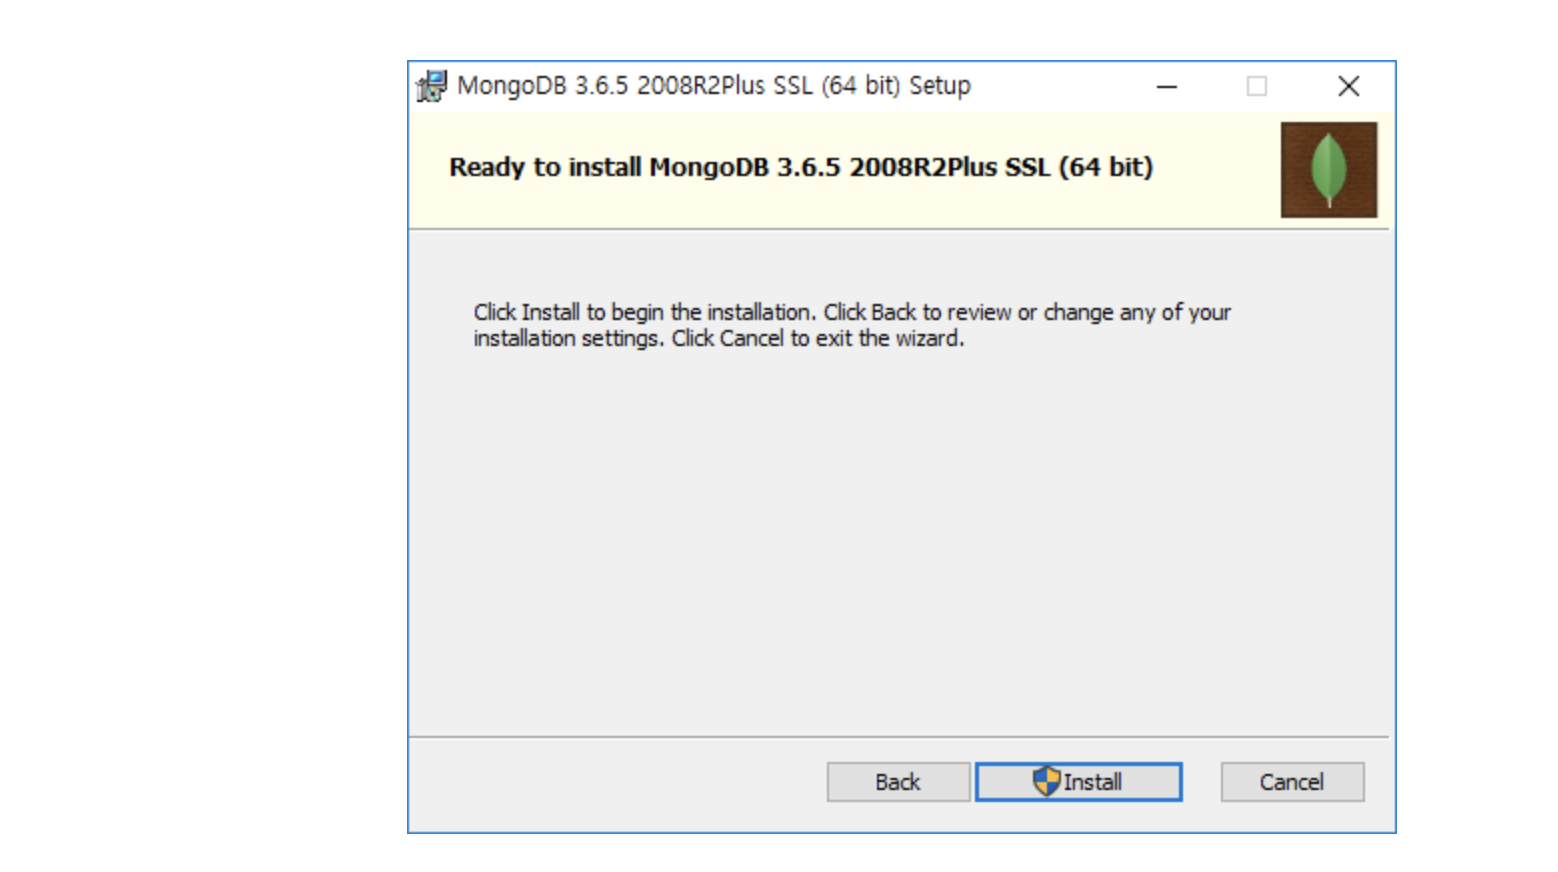 MongoDB 3.6.5 2008R2Plus SSL (64 bit) Setup
Ready to install MongoDB 3.6.5 2008R2Plus SSL (64 bit)
Click Install to begin the installation. Click Back to review or change any of your
installation settings. Click Cancel to exit the wizard.
Back Install Cancel